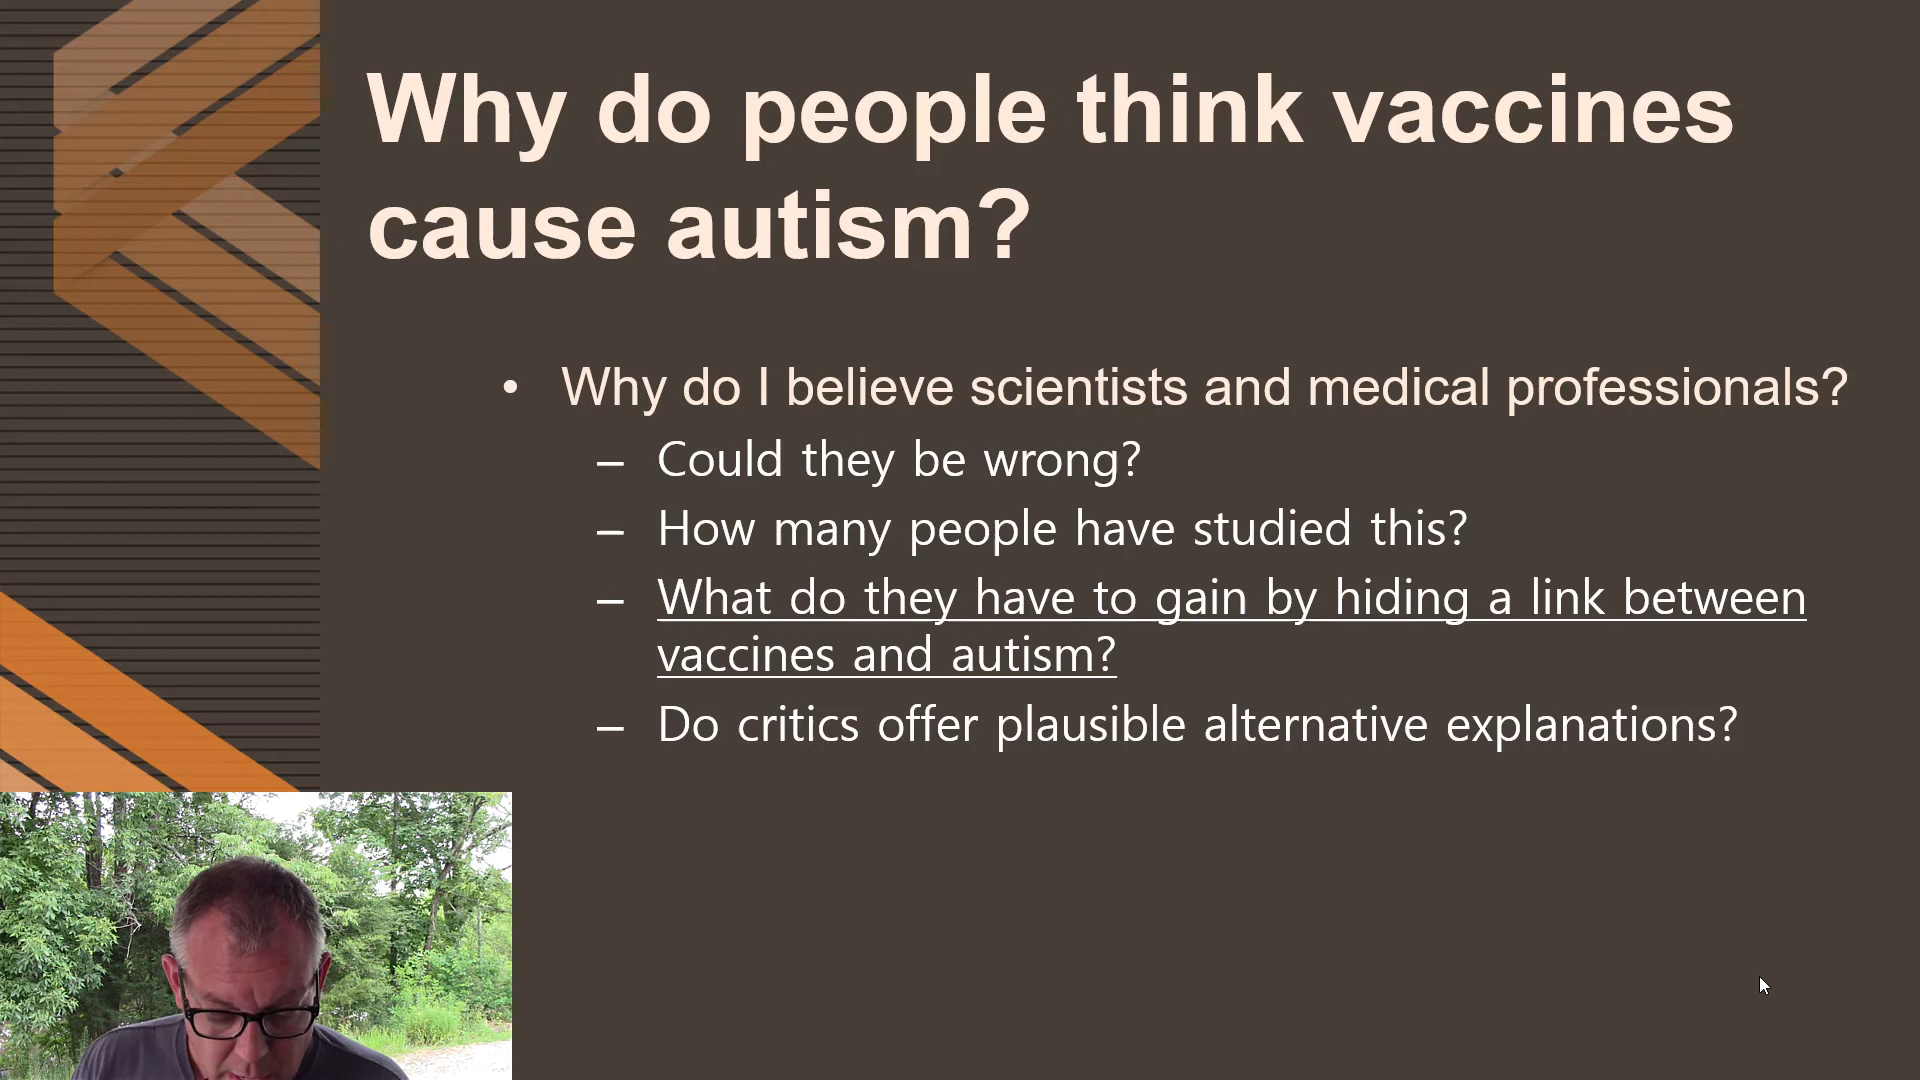 Why do people think vaccines
cause autism?
• Why do I believe scientists and medical professionals?
– Could they be wrong?
– How many people have studied this?
– What do they have to gain by hiding a link between
vaccines and autism?
– Do critics offer plausible alternative explanations?